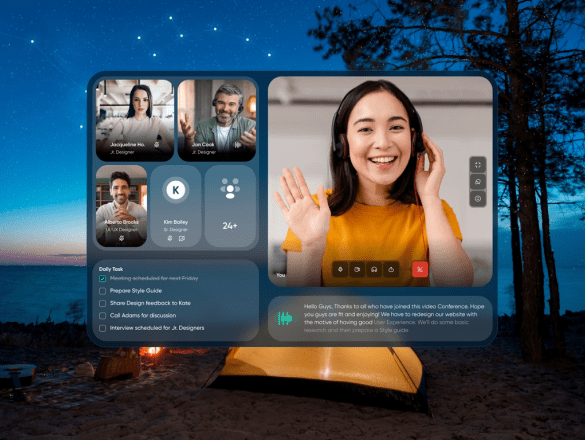 Jacqueline Ho.
Jr. Designer
Jon Cook
Jr. Designer
Alberto Brooks
UI UX Designer
K
Kim Bailey
Sr. Designer
24+
You
Daily Task
Meeting scheduled for next Friday
Prepare Style Guide
Share Design feedback to Kate
Call Adams for discussion
Interview scheduled for Jr. Designers
Hello Guys, Thanks to all who have joined this video Conference. Hope
you guys are fit and enjoying! We have to redesign our website
with the motive of having good User Experience. We'll do some basic
research and then prepare a Style guide.